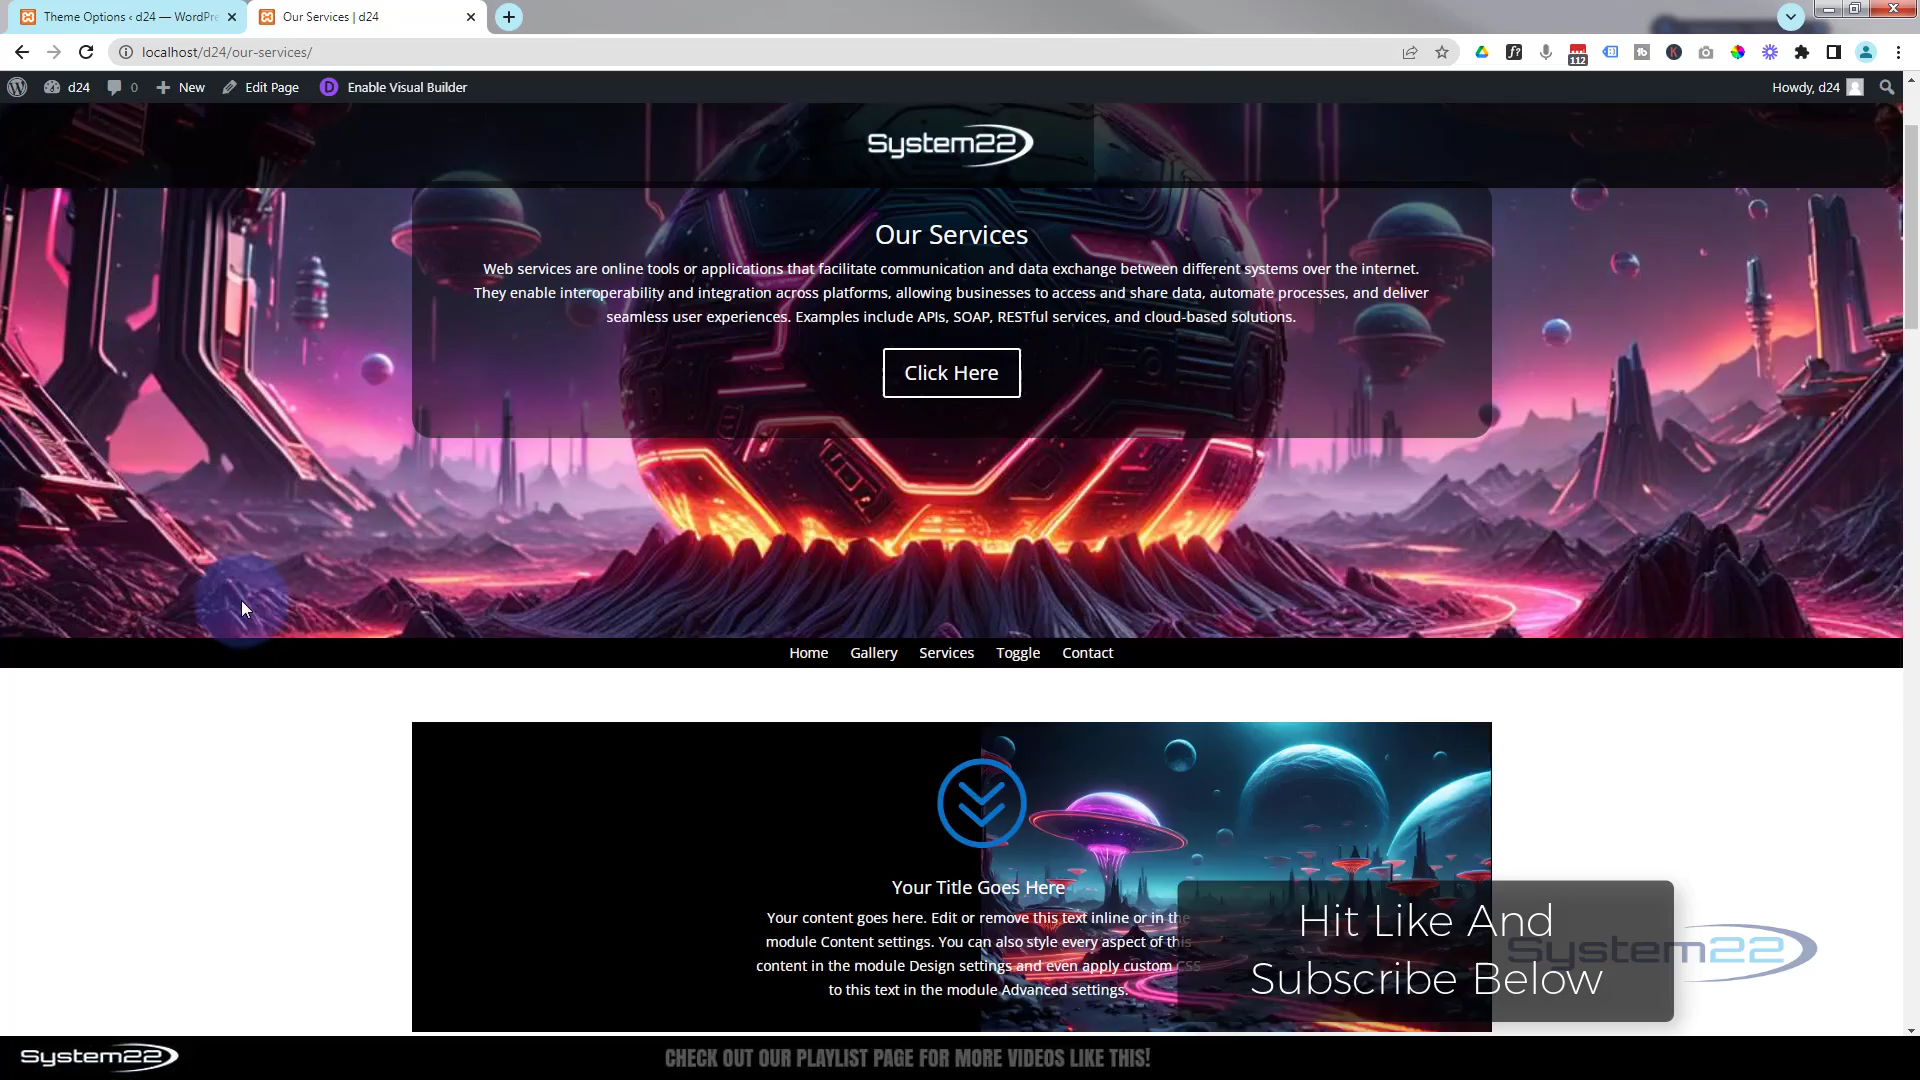 Theme Options ‹ d24 — WordPre
Our Services | d24
localhost/d24/our-services/
112
d24
0
New
Edit Page
D
Enable Visual Builder
Howdy, d24
System22
Our Services
Web services are online tools or applications that facilitate communication and data exchange between different systems over the internet.
They enable interoperability and integration across platforms, allowing businesses to access and share data, automate processes, and deliver
seamless user experiences. Examples include APIs, SOAP, RESTful services, and cloud-based solutions.
Click Here
Home Gallery Services Toggle Contact
Your Title Goes Here
Your content goes here. Edit or remove this text inline or in the
module Content settings. You can also style every aspect of this
content in the module Design settings and even apply custom CSS
to this text in the module Advanced settings.
Hit Like And
Subscribe Below
System22
System22
CHECK OUT OUR PLAYLIST PAGE FOR MORE VIDEOS LIKE THIS!